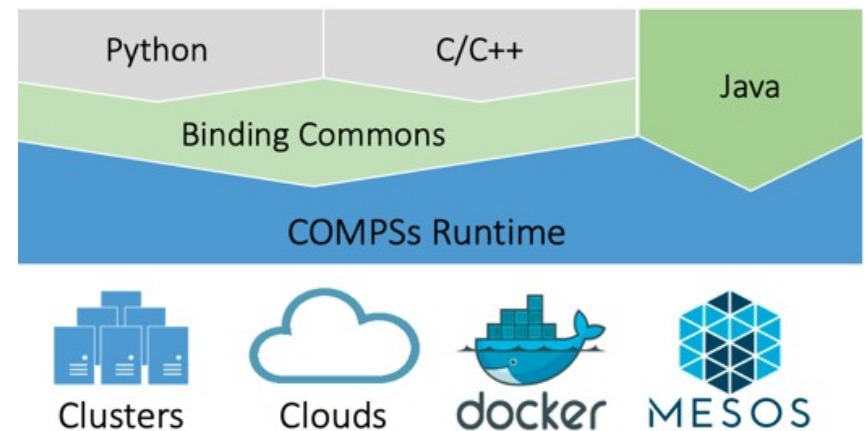 Python
C/C++
Java
Binding Commons
COMPSs Runtime
Clusters
Clouds
docker
MESOS